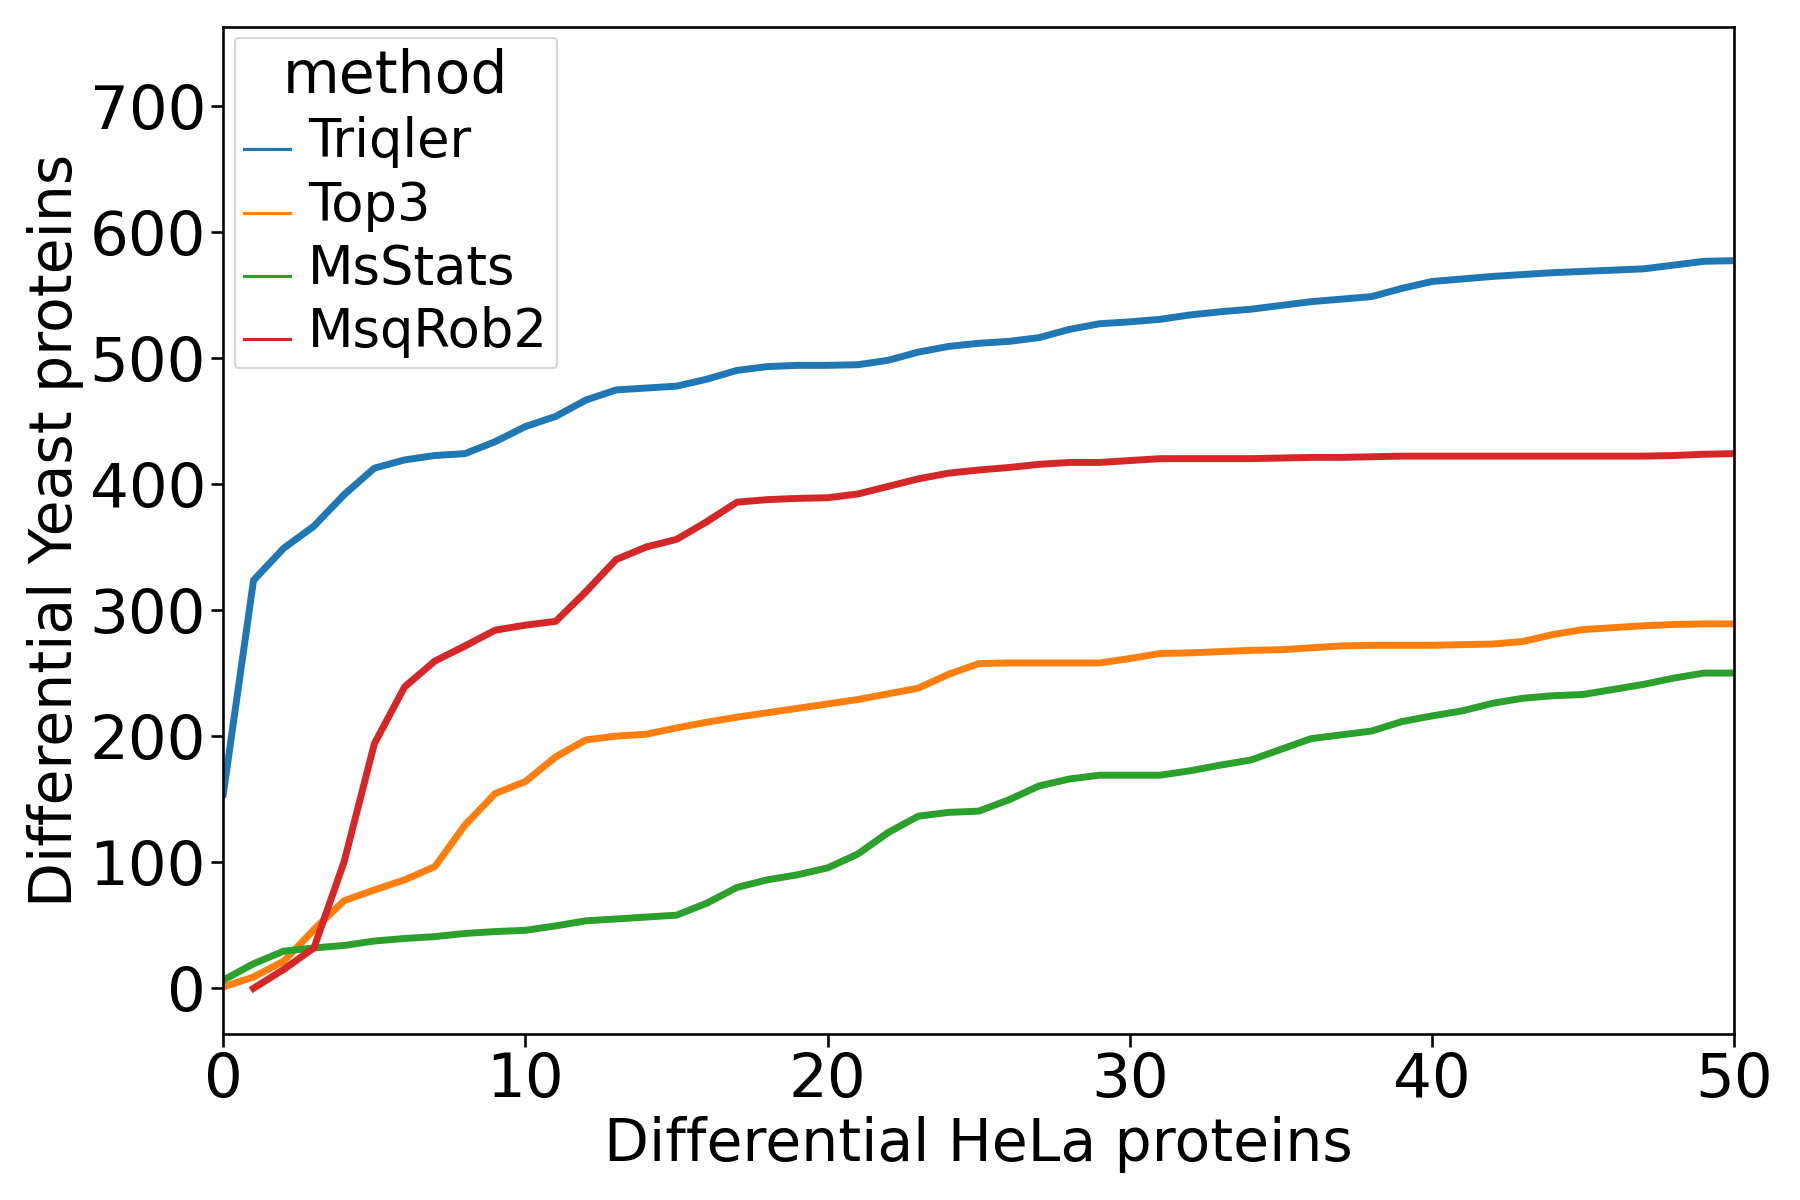 method
Triqler
Top3
MsStats
MsqRob2
Differential Yeast proteins
700
600
500
400
300
200
100
0
0 10 20 30 40 50
Differential HeLa proteins